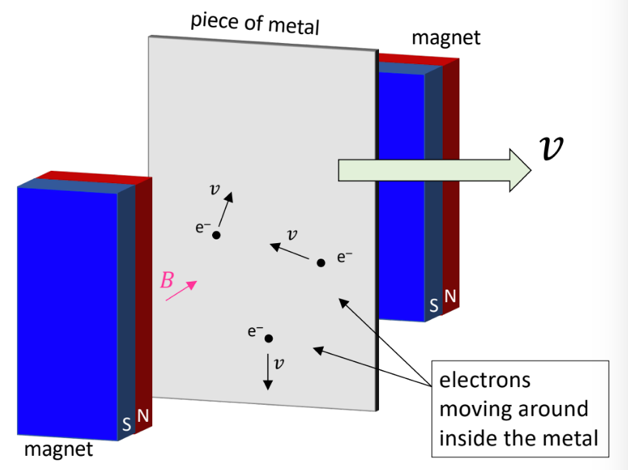 piece of metal
magnet
v
v
e⁻
v
e⁻
B
e⁻
v
S N
S N
magnet
electrons
moving around
inside the metal